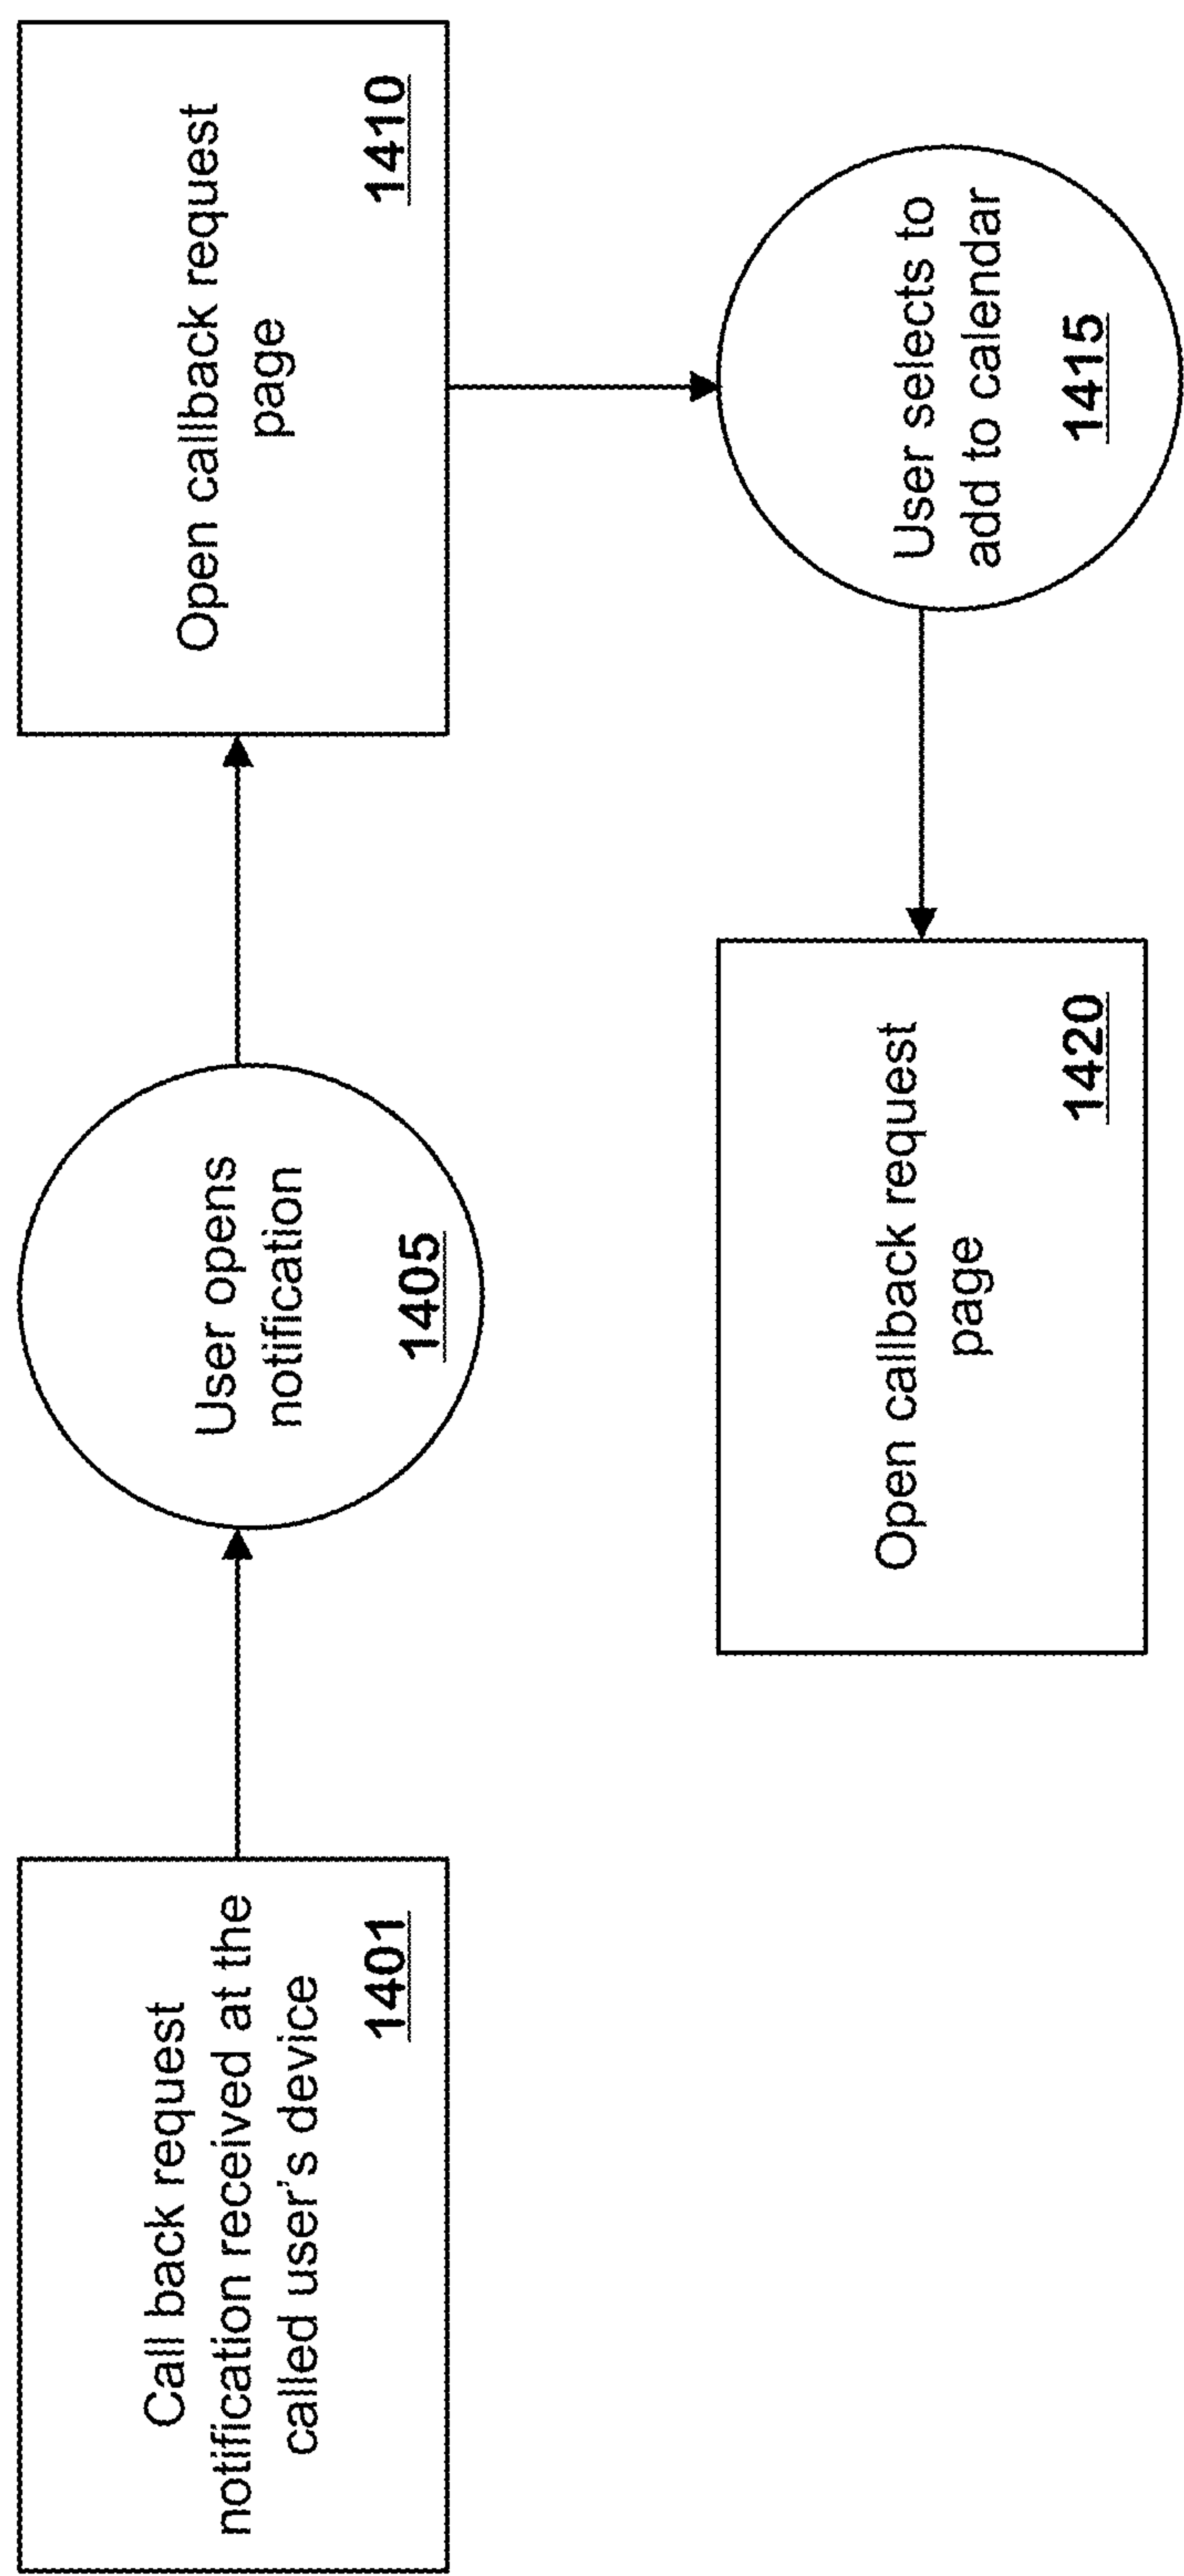 Call back request
notification received at the
called user's device
1401
User opens
notification
1405
Open callback request
page
1410
User selects to
add to calendar
1415
Open callback request
page
1420